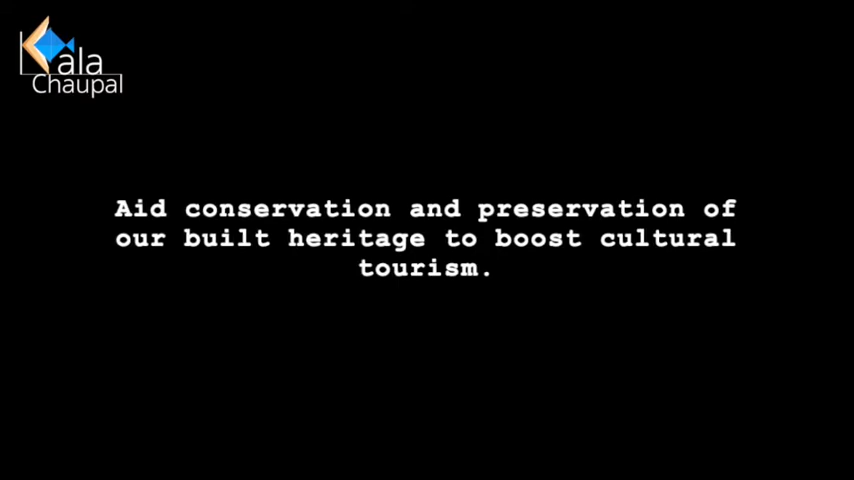 Kala
Chaupal
Aid conservation and preservation of
our built heritage to boost cultural
tourism.